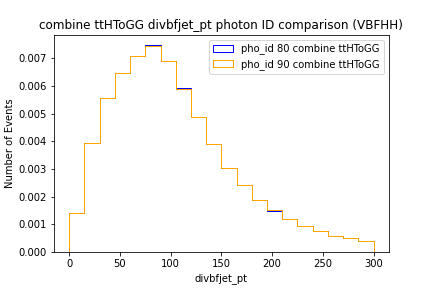 combine ttHToGG divbfjet_pt photon ID comparison (VBFHH)
pho_id 80 combine ttHToGG
pho_id 90 combine ttHToGG
Number of Events
0.007
0.006
0.005
0.004
0.003
0.002
0.001
0.000
0 50 100 150 200 250 300
divbfjet_pt